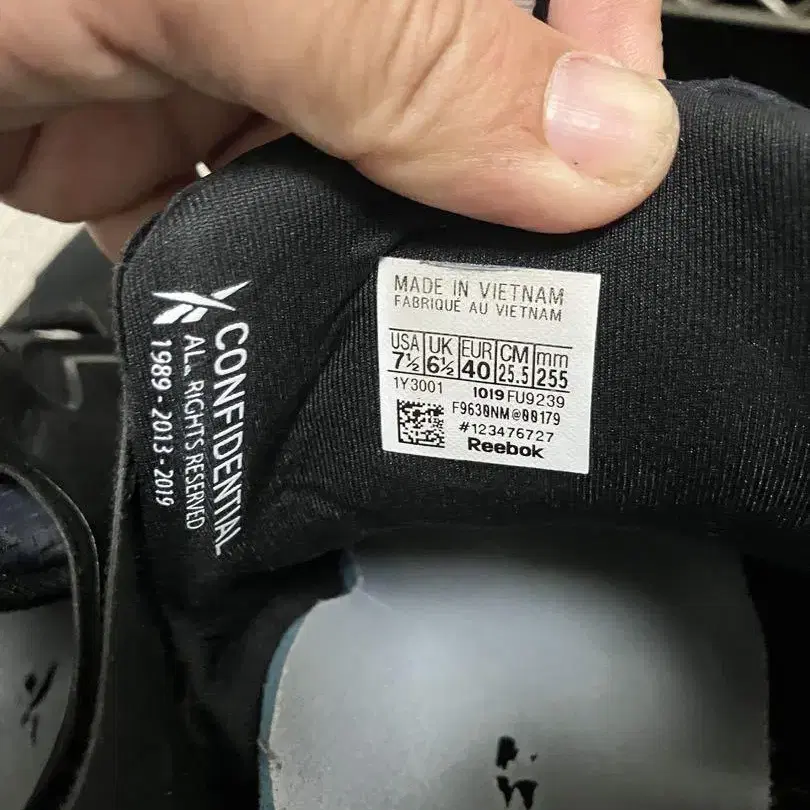 CONFIDENTIAL
ALL RIGHTS RESERVED
1989 - 2013 - 2019
MADE IN VIETNAM
FABRIQUÉ AU VIETNAM
USA UK EUR CM mm
7½ 6½ 40 25.5 255
1Y3001 1019 FU9239
F9630NM@00179
#123476727
Reebok